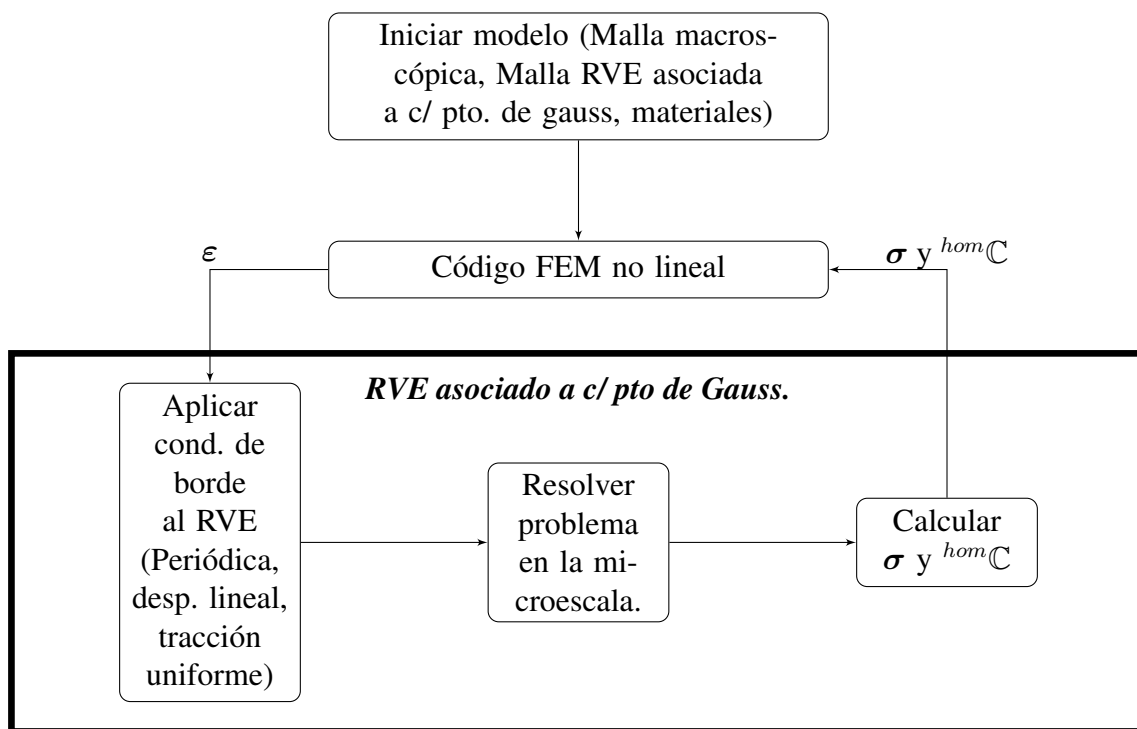 Iniciar modelo (Malla macros-
cópica, Malla RVE asociada
a c/ pto. de gauss, materiales)
ε
Código FEM no lineal
σ y ʰᵒᵐℂ
RVE asociado a c/ pto de Gauss.
Aplicar
cond. de
borde
al RVE
(Periódica,
desp. lineal,
tracción
uniforme)
Resolver
problema
en la mi-
croescala.
Calcular
σ y ʰᵒᵐℂ